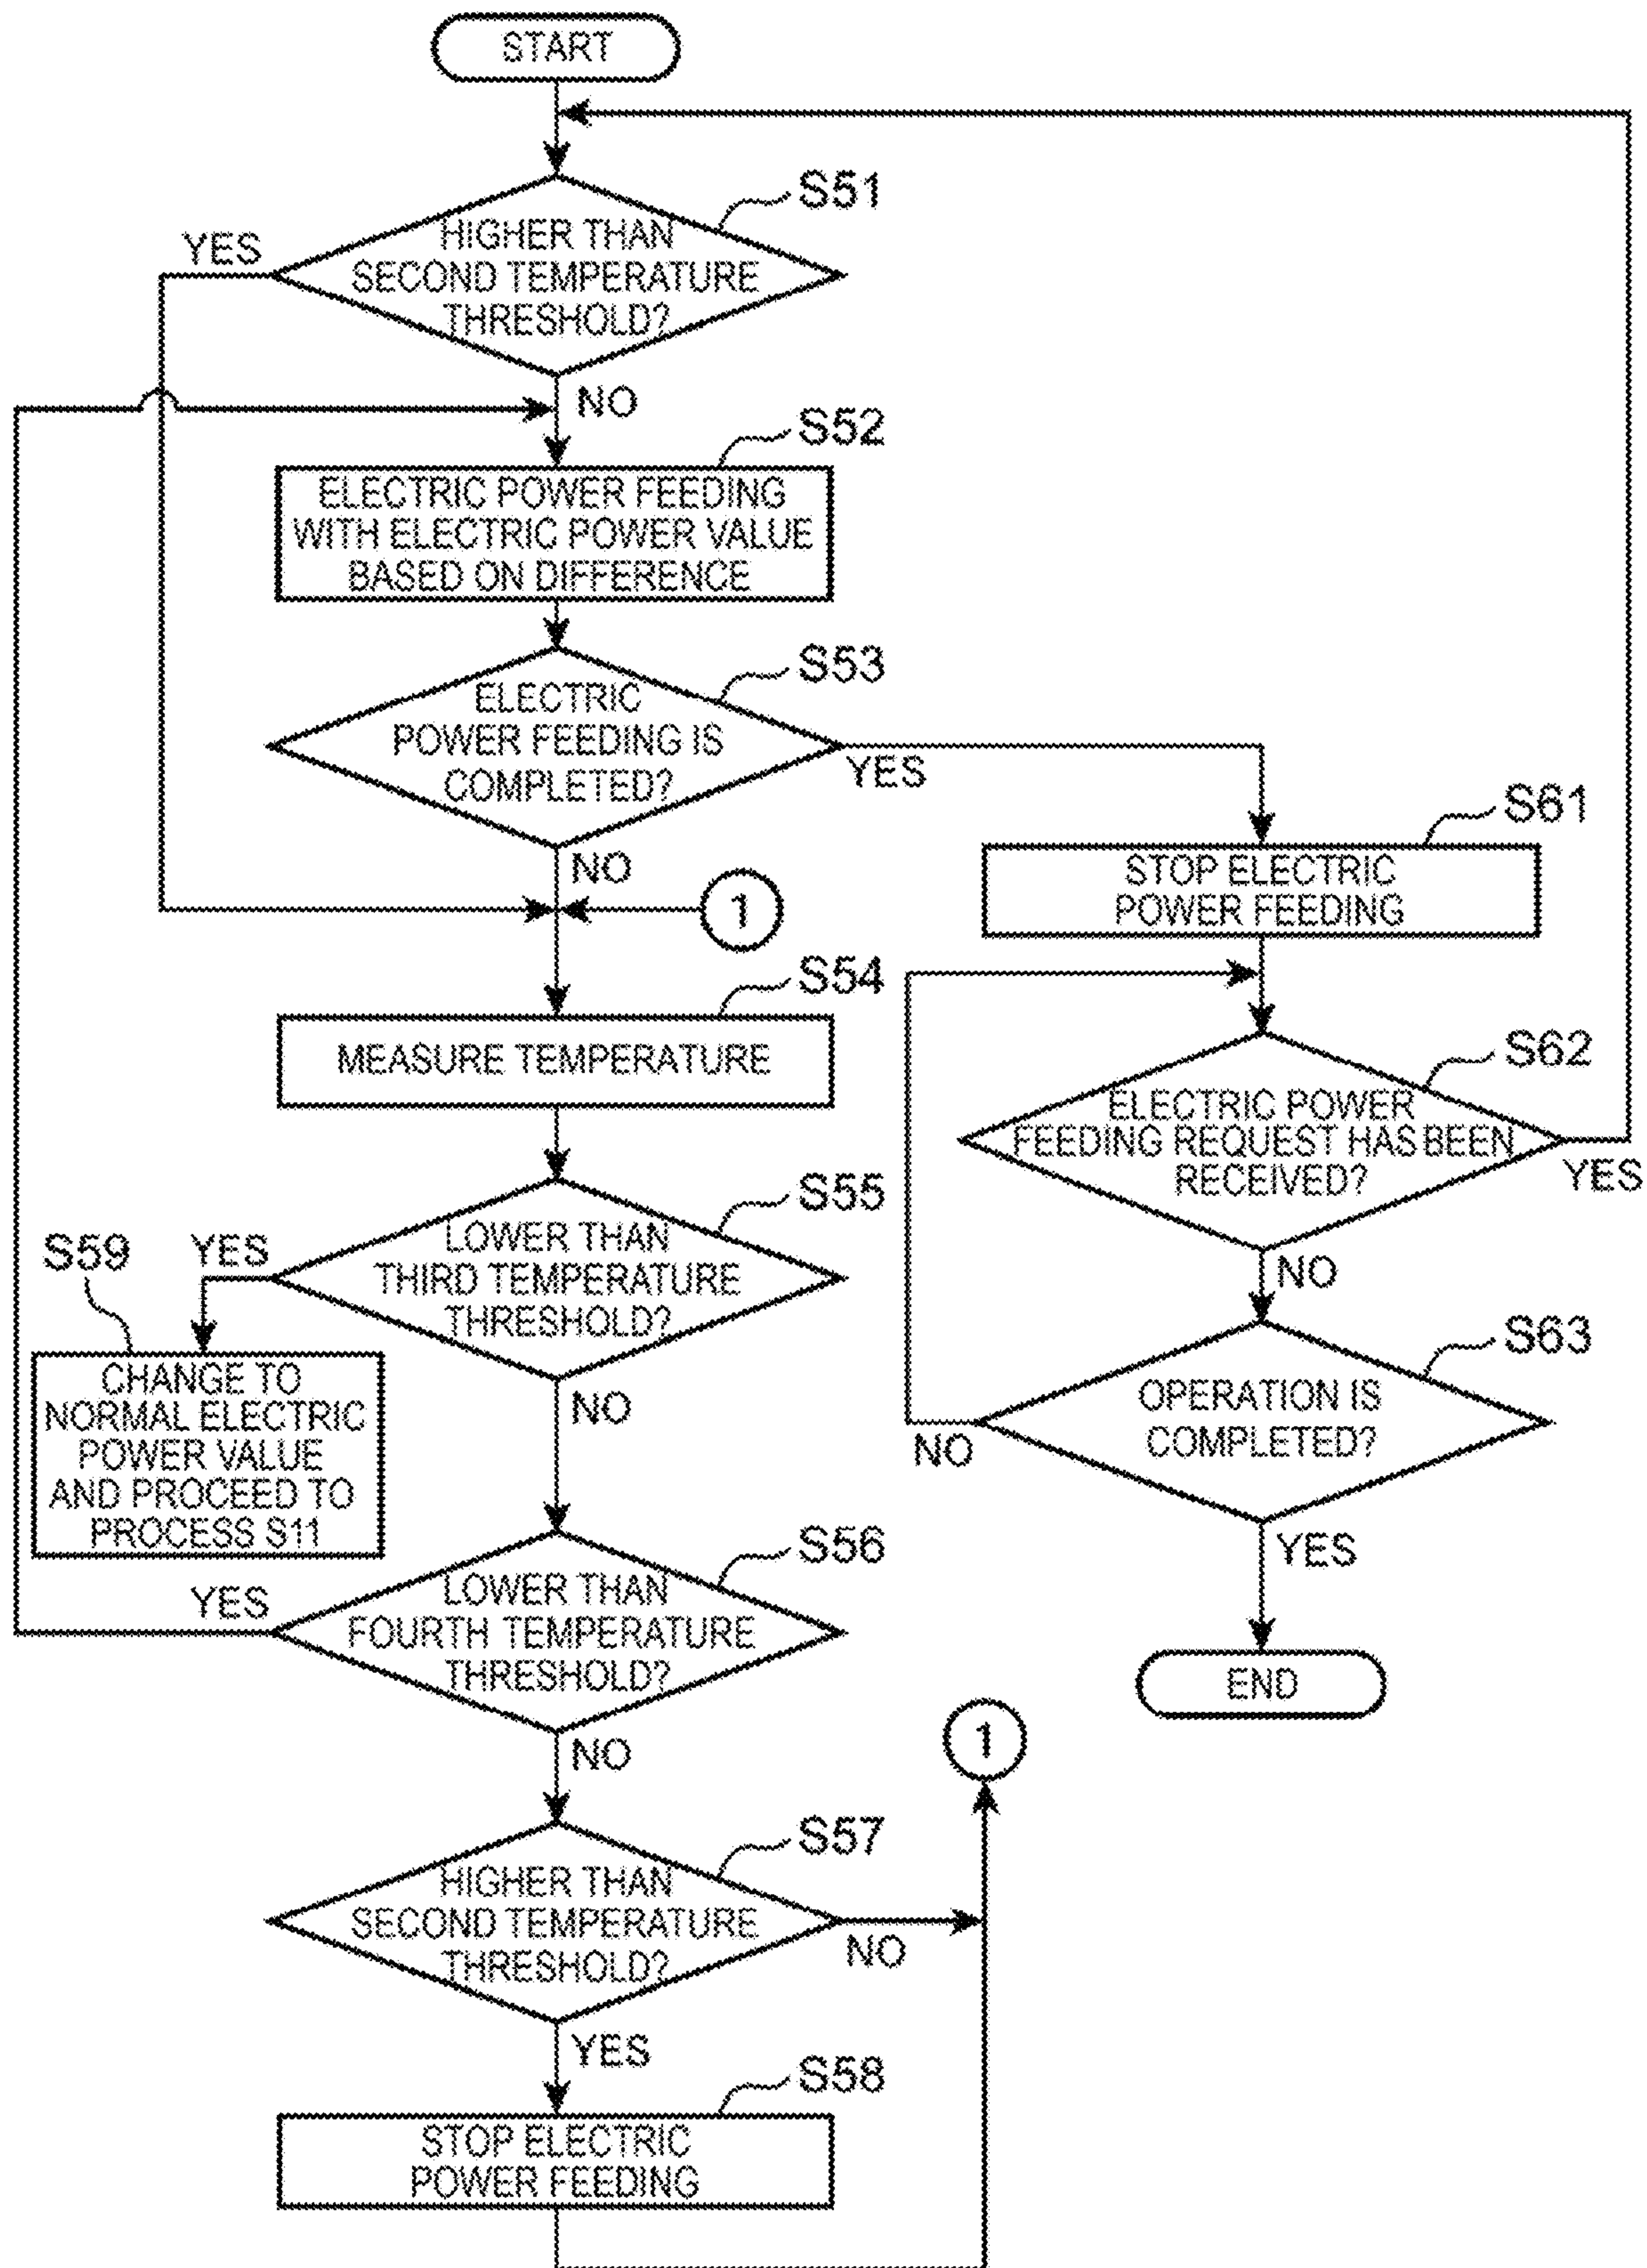 START
S51
YES
HIGHER THAN
SECOND TEMPERATURE
THRESHOLD?
NO
S52
ELECTRIC POWER FEEDING
WITH ELECTRIC POWER VALUE
BASED ON DIFFERENCE
S53
ELECTRIC
POWER FEEDING IS
COMPLETED?
YES
NO
1
S61
STOP ELECTRIC
POWER FEEDING
S54
MEASURE TEMPERATURE
S62
ELECTRIC POWER
FEEDING REQUEST HAS BEEN
RECEIVED?
YES
NO
S55
LOWER THAN
THIRD TEMPERATURE
THRESHOLD?
YES
NO
S59
CHANGE TO
NORMAL ELECTRIC
POWER VALUE
AND PROCEED TO
PROCESS S11
S63
OPERATION IS
COMPLETED?
NO
YES
END
S56
LOWER THAN
FOURTH TEMPERATURE
THRESHOLD?
YES
NO
1
S57
HIGHER THAN
SECOND TEMPERATURE
THRESHOLD?
NO
YES
S58
STOP ELECTRIC
POWER FEEDING